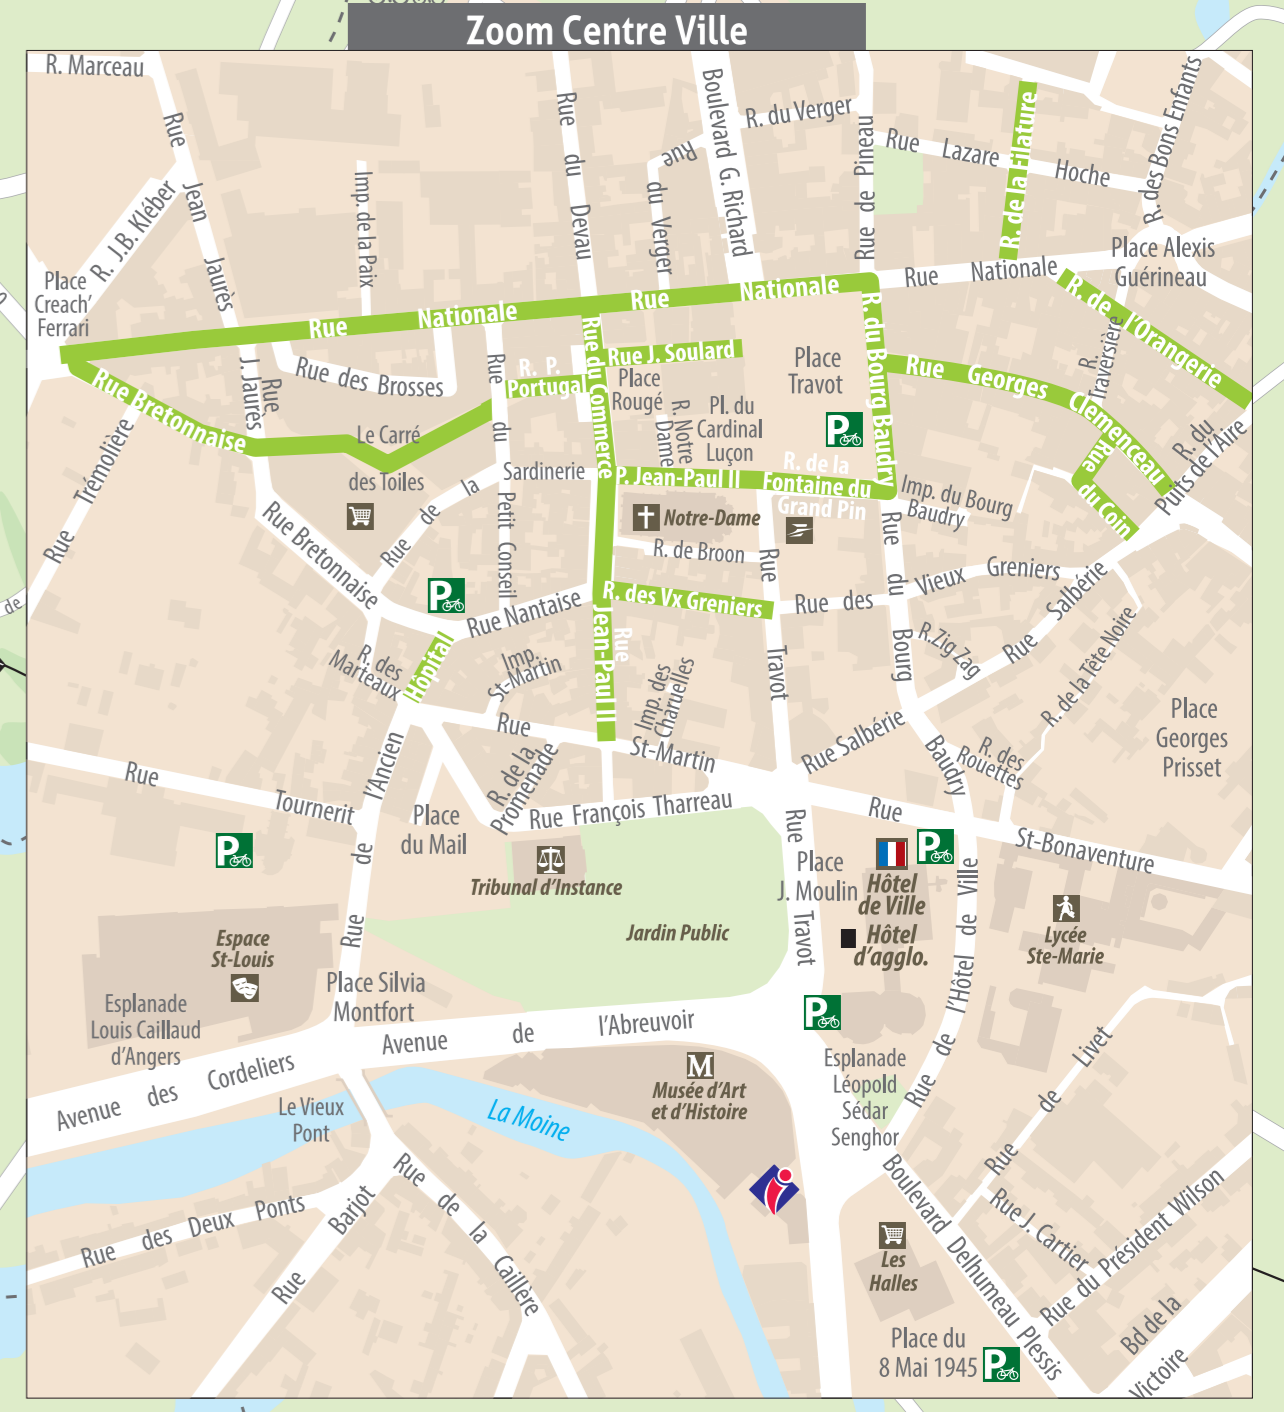 Zoom Centre Ville
R. Marceau
Rue
Jean
Jaurès
R. J.B. Kléber
Imp. de la Paix
Rue
du
Devau
Rue
du Verger
Boulevard G. Richard
R. du Verger
Rue de Pineau
Rue Lazare
Hoche
R. de la Filature
R. des Bons Enfants
Place Alexis
Guérineau
Place
Creach'
Ferrari
Rue
Nationale
Rue
Nationale
Rue
Nationale
R. de l'Orangerie
R.
Traversière
Rue Bretonnaise
J. Jaurès
Rue
Rue des Brosses
Rue
du
Petit Conseil
R. P.
Portugal
Rue du Commerce
Rue J. Soulard
Place
Rougé
R. Notre
Dame
Pl. du
Cardinal
Luçon
Place
Travot
R. du Bourg Baudry
Rue Georges Clemenceau
Rue
du Coin
R. du
Puits de l'Aire
Rue Trémolière
Le Carré
des Toiles
Rue de la
Sardinerie
P. Jean-Paul II
R. de la
Fontaine du
Grand Pin
Imp. du Bourg
Baudry
Notre-Dame
R. de Broon
Rue
Travot
Rue Bretonnaise
Rue Nantaise
R. des Vx Greniers
Rue des
Vieux
Greniers
Rue
du
Bourg
Baudry
Rue Salbérie
R. Zig Zag
R. de la Tête Noire
Rue
Jean-Paul II
R. des
Marteaux
Hôpital
Imp.
St-Martin
Imp. des
Charuelles
Rue
St-Martin
Rue Salbérie
R. des
Rouettes
Place
Georges
Prisset
Rue
Tournerit
Rue
de
l'Ancien
Place
du Mail
R. de la
Promenade
Rue François Tharreau
Rue
St-Bonaventure
Rue
Travot
Place
J. Moulin
Hôtel
de Ville
Hôtel
d'agglo.
Rue
de
l'Hôtel
de
Ville
Lycée
Ste-Marie
Tribunal d'Instance
Jardin Public
Espace
St-Louis
Esplanade
Louis Caillaud
d'Angers
Place Silvia
Montfort
Avenue
de
l'Abreuvoir
Avenue
des
Cordeliers
Le Vieux
Pont
La Moine
M
Musée d'Art
et d'Histoire
Esplanade
Léopold
Sédar
Senghor
Rue
de
Livet
Rue J. Cartier
Rue du Président Wilson
Boulevard Delhumeau Plessis
Les
Halles
Place du
8 Mai 1945
Bd de la
Victoire
Rue
des
Deux
Ponts
Rue
Barjot
Rue
de
la
Caillère
P
P
P
P
P
P
de